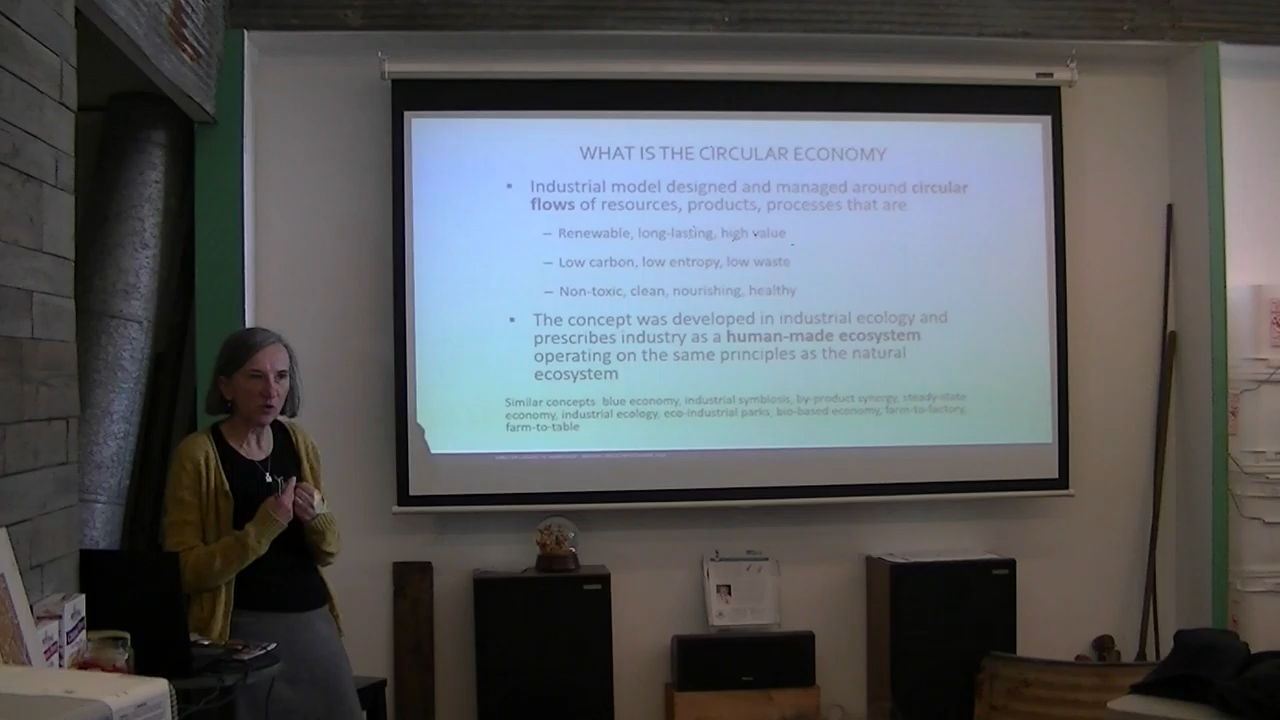 WHAT IS THE CIRCULAR ECONOMY
▪ Industrial model designed and managed around circular
flows of resources, products, processes that are
– Renewable, long-lasting, high value
– Low carbon, low entropy, low waste
– Non-toxic, clean, nourishing, healthy
▪ The concept was developed in industrial ecology and
prescribes industry as a human-made ecosystem
operating on the same principles as the natural
ecosystem
Similar concepts blue economy, industrial symbiosis, by-product synergy, steady-state
economy, industrial ecology, eco-industrial parks, bio-based economy, farm-to-factory,
farm-to-table